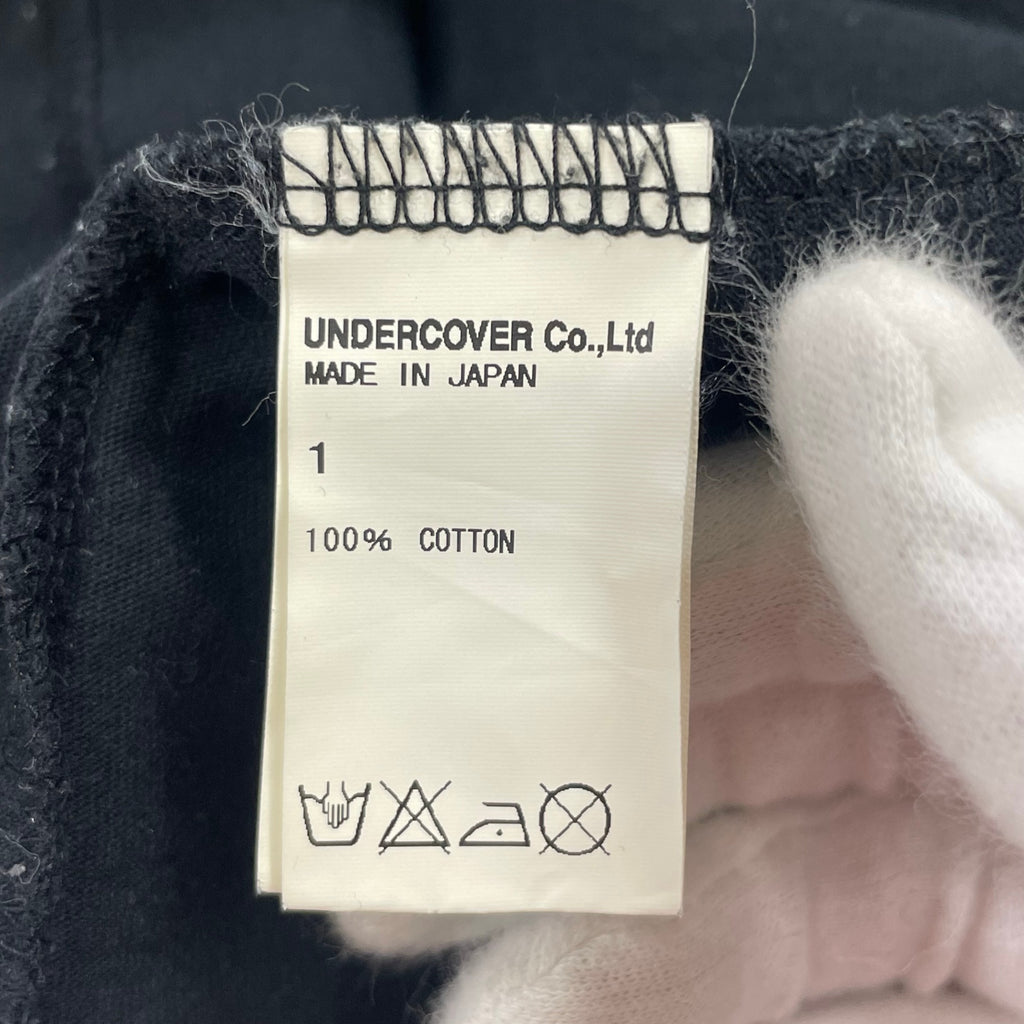 UNDERCOVER Co.,Ltd
MADE IN JAPAN
1
100% COTTON